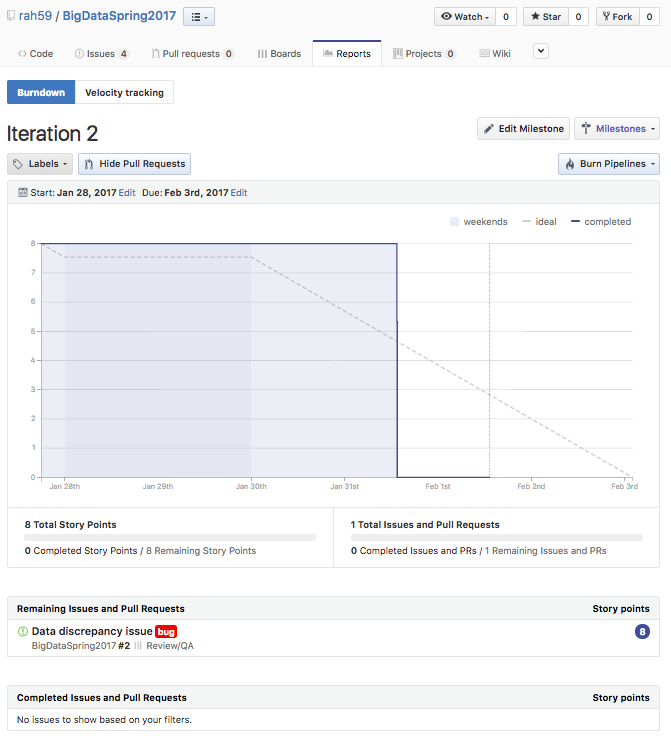 rah59 / BigDataSpring2017
Watch 0 Star 0 Fork 0
Code Issues 4 Pull requests 0 Boards Reports Projects 0 Wiki
Burndown Velocity tracking
Iteration 2
Edit Milestone Milestones
Labels Hide Pull Requests Burn Pipelines
Start: Jan 28, 2017 Edit Due: Feb 3rd, 2017 Edit
weekends ideal completed
8
7
6
5
4
3
2
1
0
Jan 28th Jan 29th Jan 30th Jan 31st Feb 1st Feb 2nd Feb 3rd
8 Total Story Points
0 Completed Story Points / 8 Remaining Story Points
1 Total Issues and Pull Requests
0 Completed Issues and PRs / 1 Remaining Issues and PRs
Remaining Issues and Pull Requests Story points
Data discrepancy issue bug 8
BigDataSpring2017 #2 Review/QA
Completed Issues and Pull Requests Story points
No issues to show based on your filters.